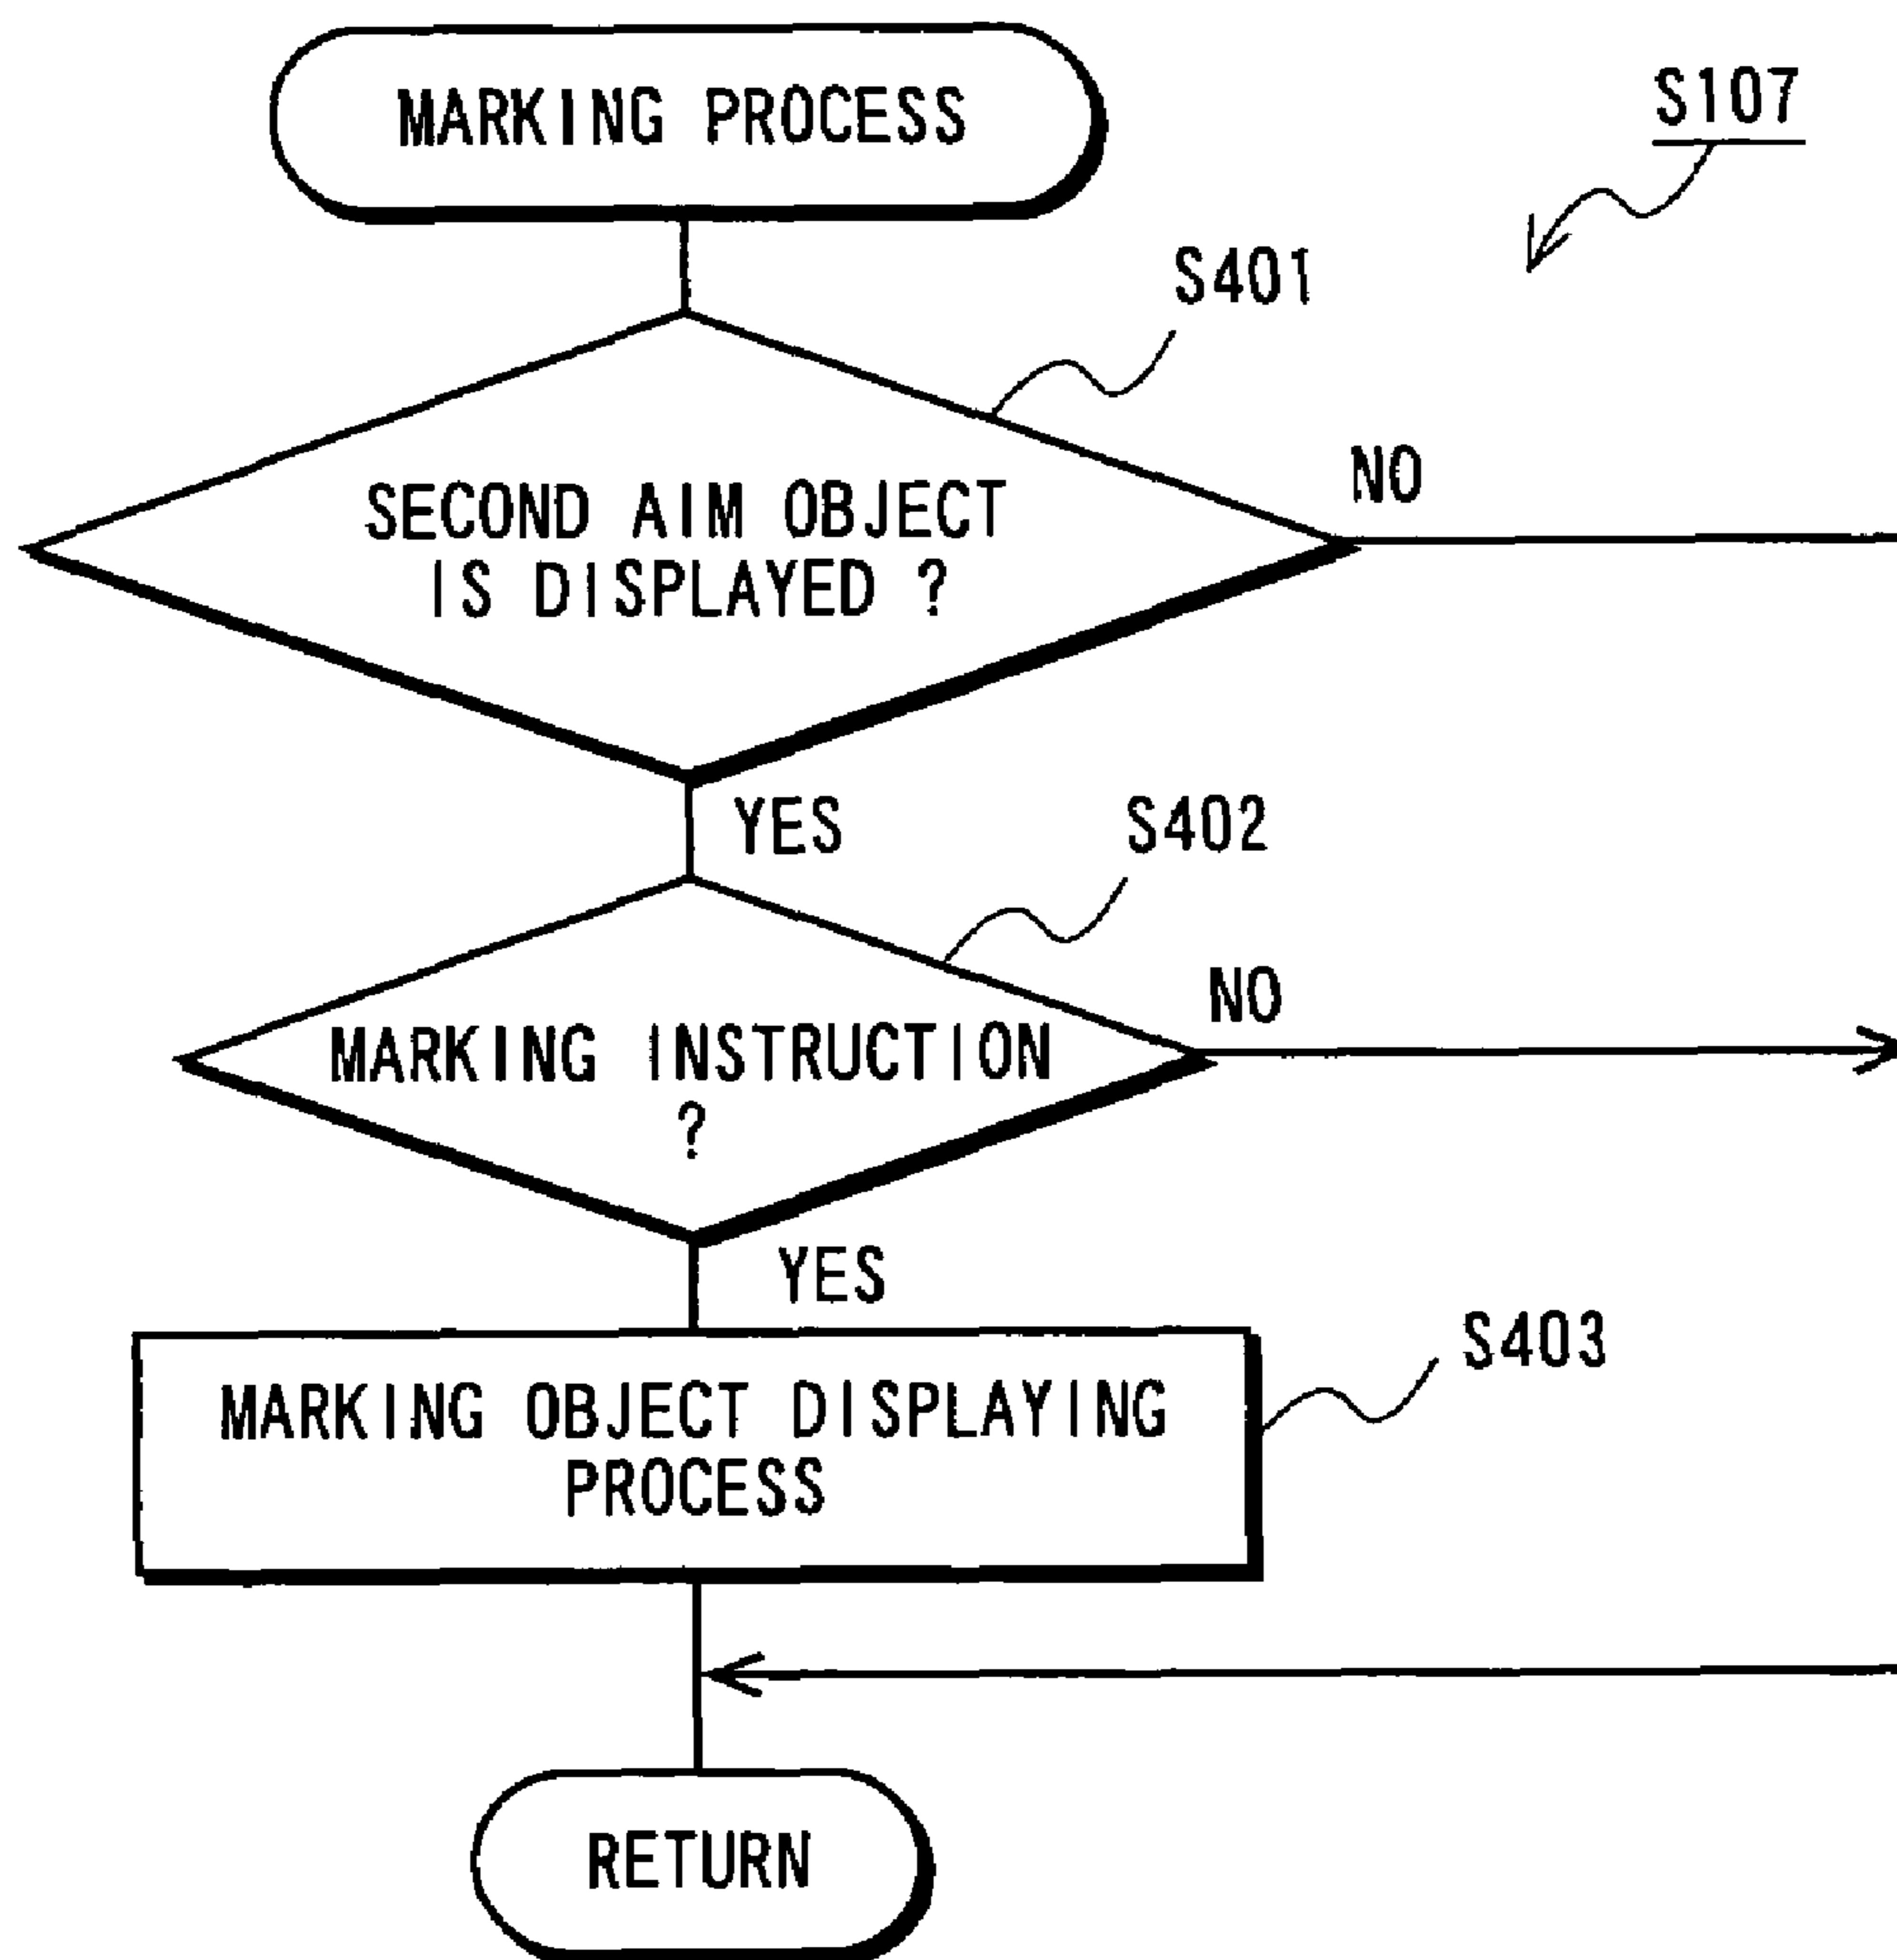 MARKING PROCESS
S107
S401
SECOND AIM OBJECT
IS DISPLAYED ?
NO
YES
S402
MARKING INSTRUCTION
?
NO
YES
S403
MARKING OBJECT DISPLAYING
PROCESS
RETURN